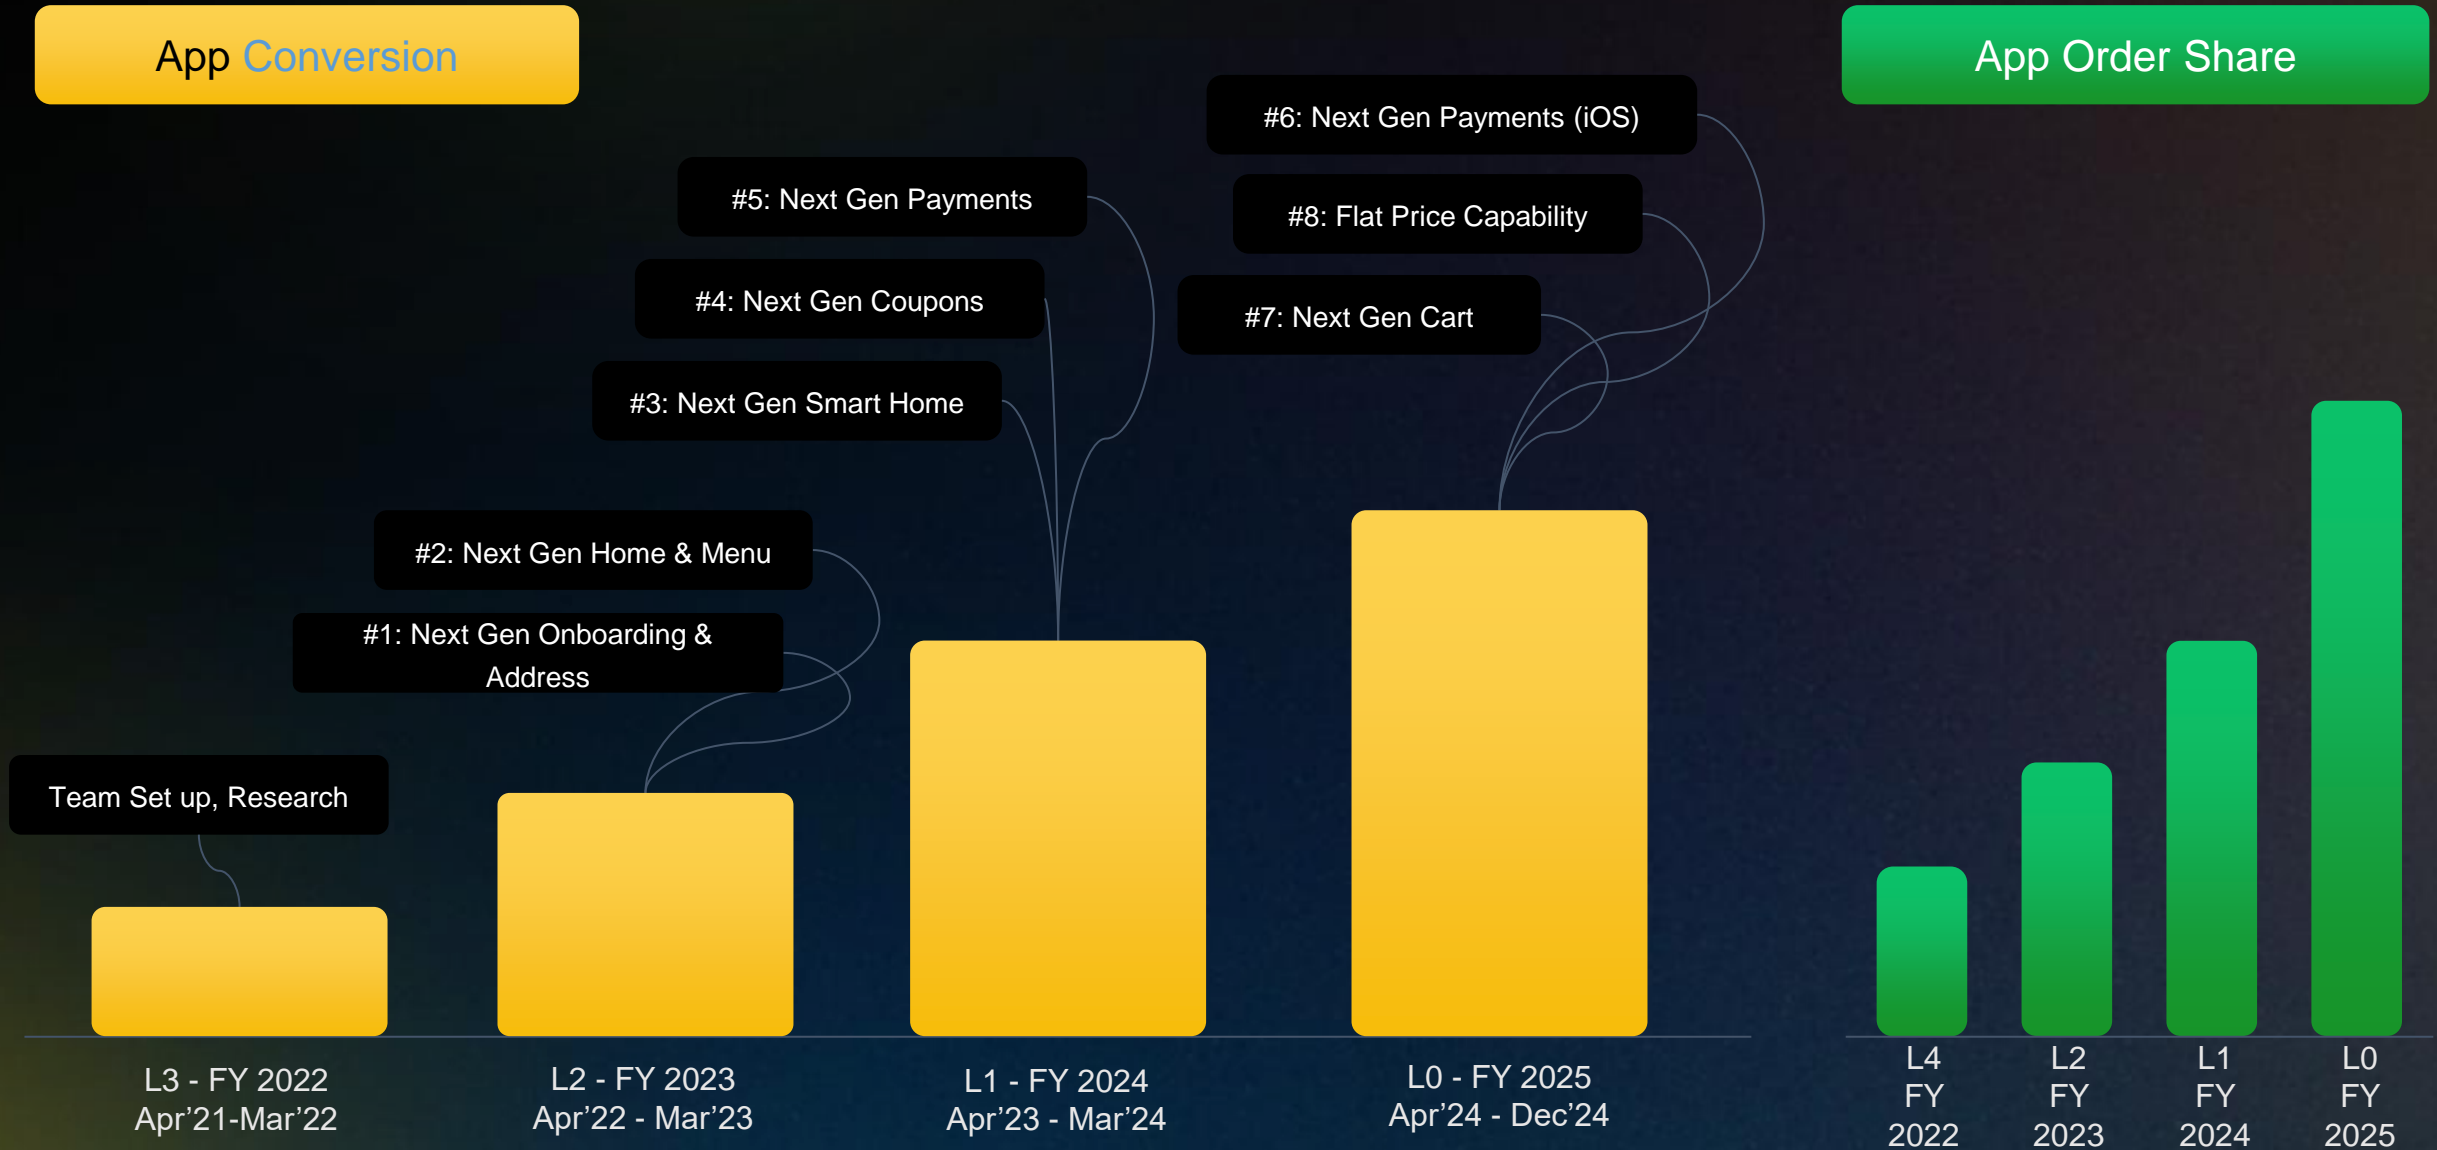 App Conversion
App Order Share
#6: Next Gen Payments (iOS)
#5: Next Gen Payments
#8: Flat Price Capability
#4: Next Gen Coupons
#7: Next Gen Cart
#3: Next Gen Smart Home
#2: Next Gen Home & Menu
#1: Next Gen Onboarding &
Address
Team Set up, Research
L3 - FY 2022
Apr’21-Mar’22
L2 - FY 2023
Apr’22 - Mar’23
L1 - FY 2024
Apr’23 - Mar’24
L0 - FY 2025
Apr’24 - Dec’24
L4
FY
2022
L2
FY
2023
L1
FY
2024
L0
FY
2025